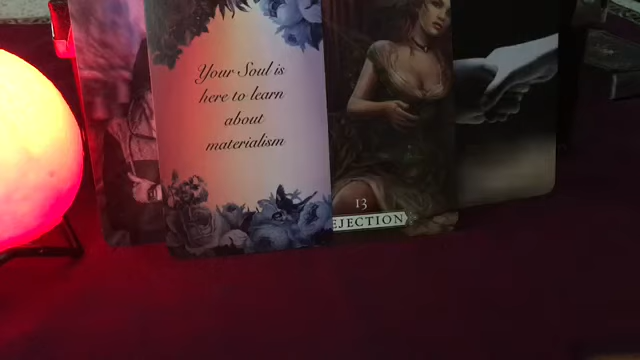 Your Soul is
here to learn
about
materialism
13
EJECTION